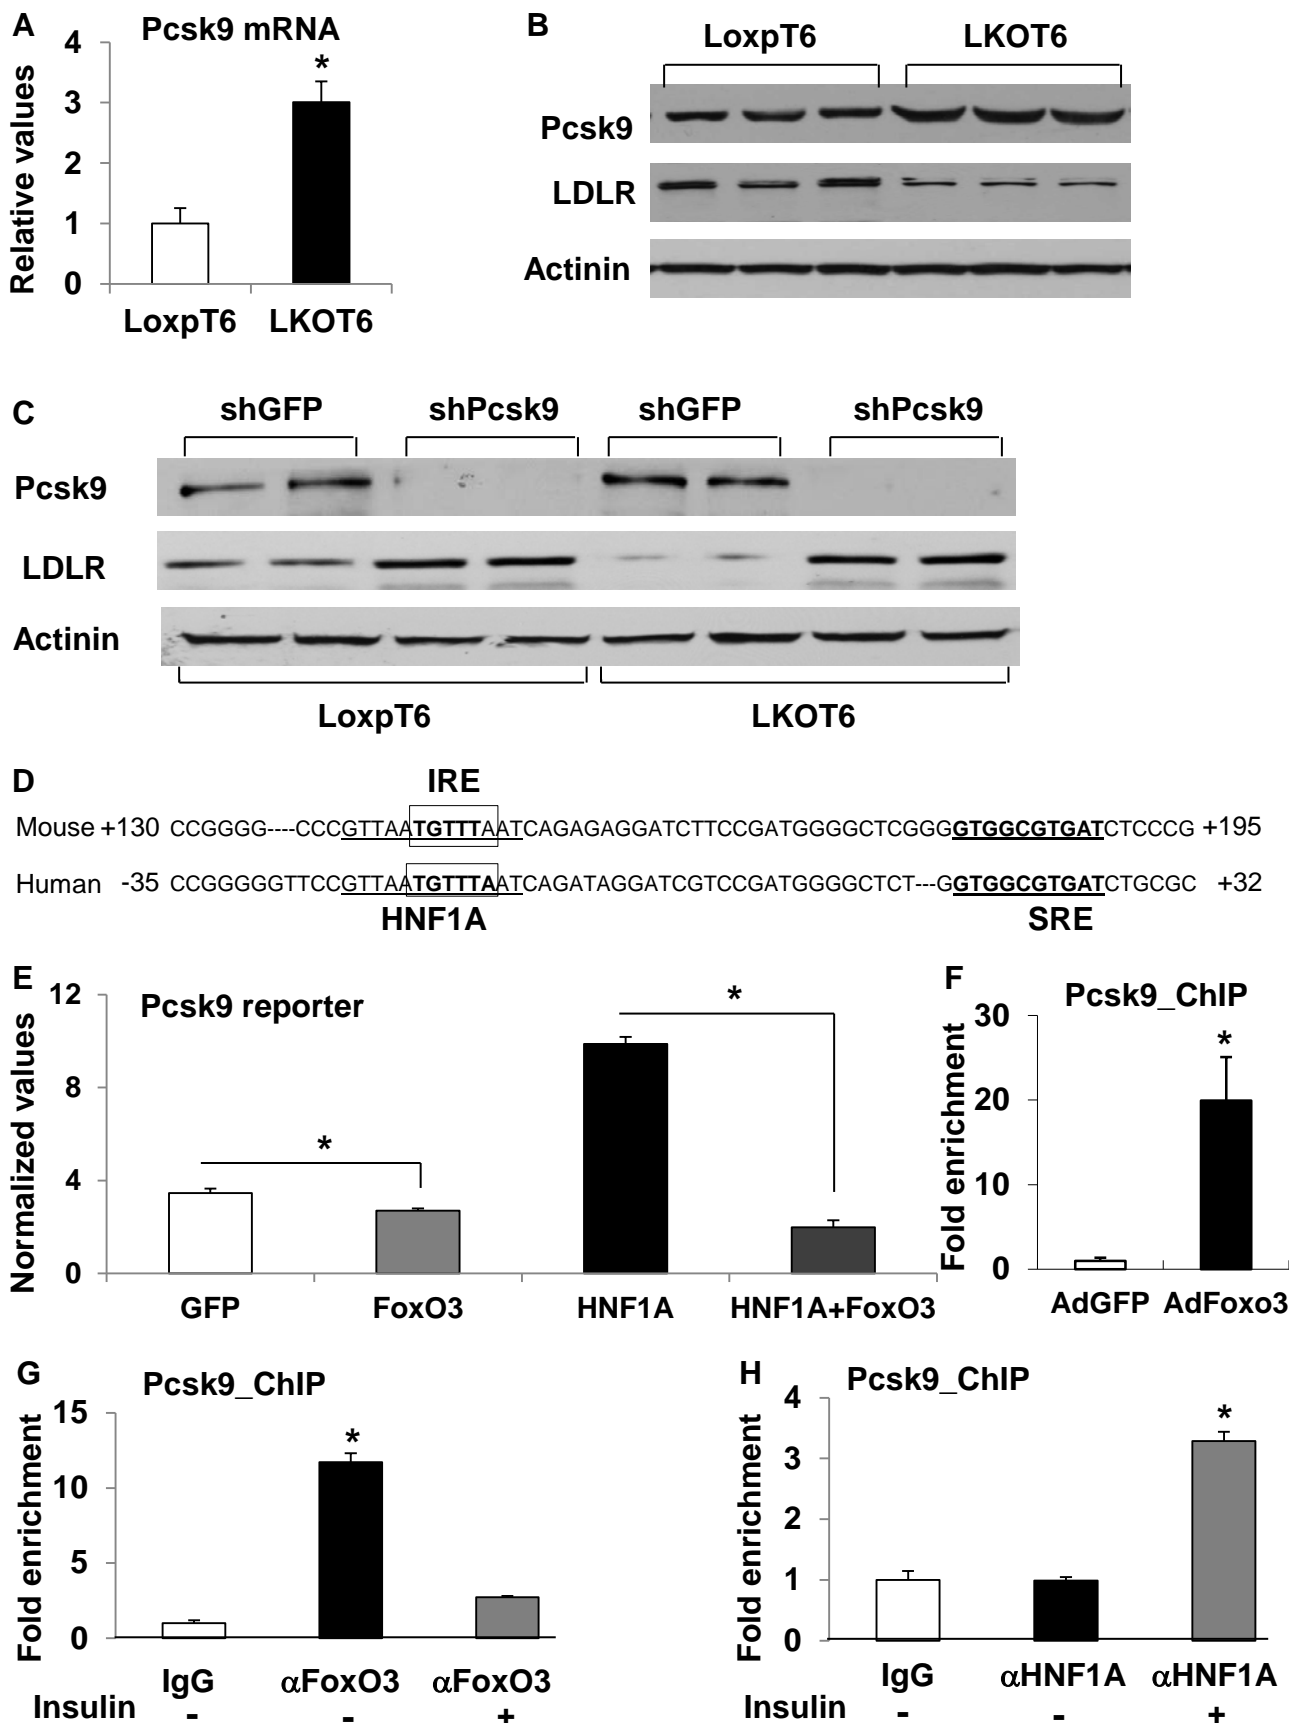 A
Pcsk9 mRNA
Relative values
4
3
2
1
0
*
LoxpT6 LKOT6
B
LoxpT6 LKOT6
Pcsk9
LDLR
Actinin
C
shGFP shPcsk9 shGFP shPcsk9
Pcsk9
LDLR
Actinin
LoxpT6 LKOT6
D
IRE
Mouse +130 CCGGGG----CCCGTTAATGTTTAATCAGAGAGGATCTTCCGATGGGGCTCGGGGTGGCGTGATCTCCCG +195
Human -35 CCGGGGGTTCCGTTAATGTTTAATCAGATAGGATCGTCCGATGGGGCTCT---GGTGGCGTGATCTGCGC +32
HNF1A SRE
E
Pcsk9 reporter
Normalized values
12
8
4
0
*
*
GFP FoxO3 HNF1A HNF1A+FoxO3
F
Pcsk9_ChIP
Fold enrichment
30
20
10
0
*
AdGFP AdFoxo3
G
Pcsk9_ChIP
Fold enrichment
15
10
5
0
*
IgG αFoxO3 αFoxO3
Insulin - - +
H
Pcsk9_ChIP
Fold enrichment
4
3
2
1
0
*
IgG αHNF1A αHNF1A
Insulin - - +